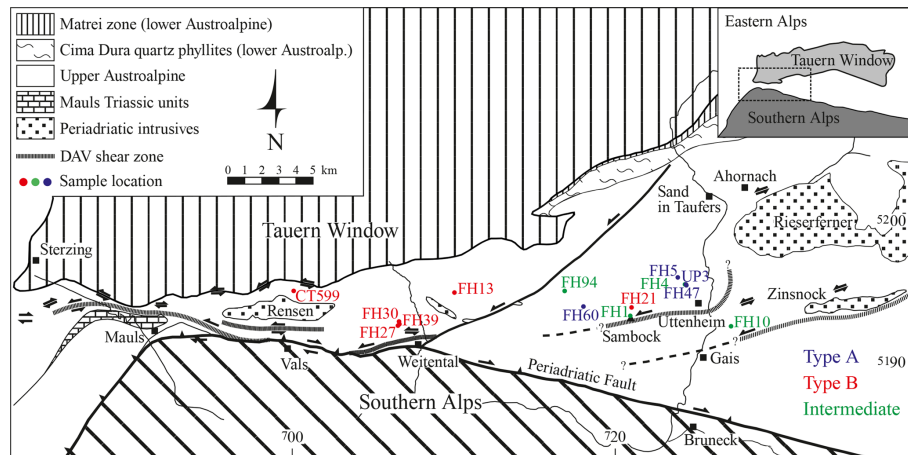 Matrei zone (lower Austroalpine)
Cima Dura quartz phyllites (lower Austroalp.)
Upper Austroalpine
Mauls Triassic units
Periadriatic intrusives
DAV shear zone
Sample location
N
0 1 2 3 4 5 km
Eastern Alps
Tauern Window
Southern Alps
Ahornach
Sand
in Taufers
Rieserferner
5200
Tauern Window
Sterzing
CT599
FH13
FH94
FH5
UP3
FH4
FH47
Zinsnock
Rensen
FH30
FH39
FH27
FH21
FH60
FH1
Uttenheim
FH10
Sambock
?
?
?
?
Mauls
Vals
Weitental
Gais
5190
Periadriatic Fault
Type A
Type B
Intermediate
Southern Alps
700
720
Bruneck